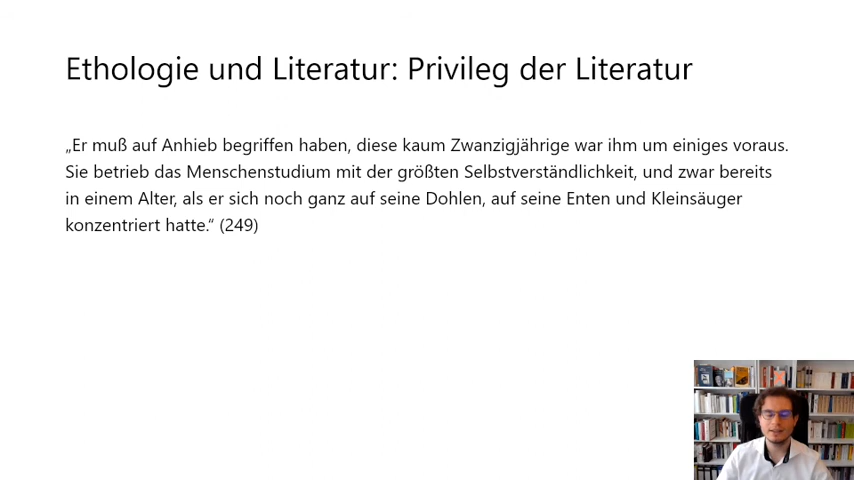 Ethologie und Literatur: Privileg der Literatur
„Er muß auf Anhieb begriffen haben, diese kaum Zwanzigjährige war ihm um einiges voraus.
Sie betrieb das Menschenstudium mit der größten Selbstverständlichkeit, und zwar bereits
in einem Alter, als er sich noch ganz auf seine Dohlen, auf seine Enten und Kleinsäuger
konzentriert hatte.“ (249)